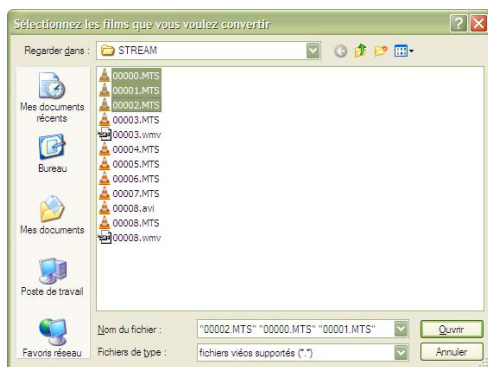 Sélectionnez les films que vous voulez convertir
Regarder dans : STREAM
Mes documents
récents
Bureau
Mes documents
Poste de travail
Favoris réseau
00000.MTS
00001.MTS
00002.MTS
00003.MTS
00003.wmv
00004.MTS
00005.MTS
00006.MTS
00007.MTS
00008.avi
00008.MTS
00008.wmv
Nom du fichier : "00002.MTS" "00000.MTS" "00001.MTS" Ouvrir
Fichiers de type : fichiers viéos supportés (*.*) Annuler